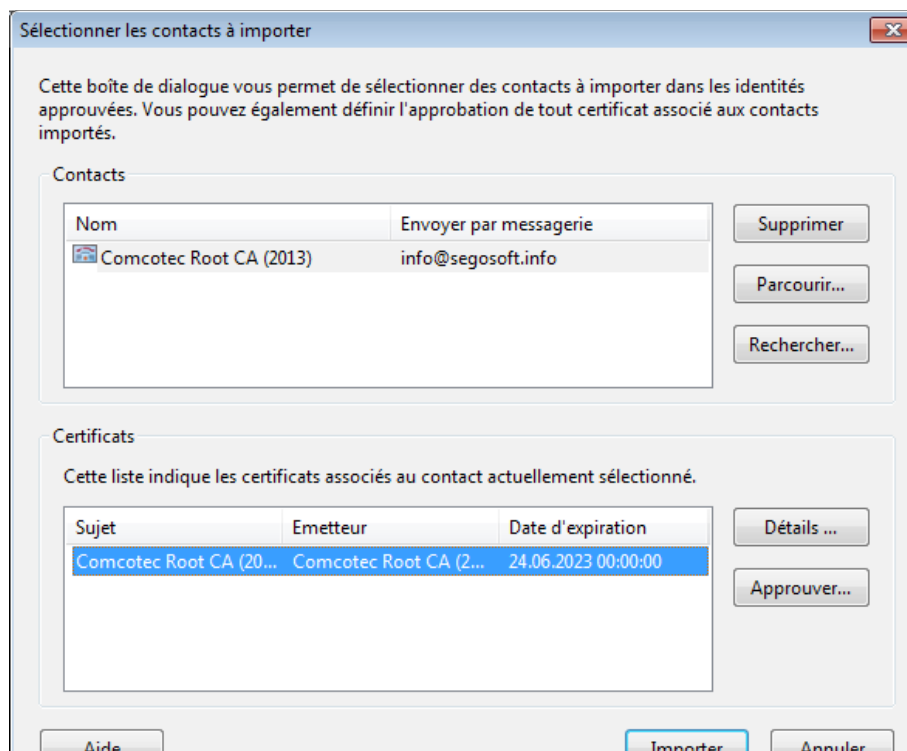 Sélectionner les contacts à importer
Cette boîte de dialogue vous permet de sélectionner des contacts à importer dans les identités
approuvées. Vous pouvez également définir l'approbation de tout certificat associé aux contacts
importés.
Contacts
Nom Envoyer par messagerie
Comcotec Root CA (2013) info@segosoft.info
Supprimer
Parcourir...
Rechercher...
Certificats
Cette liste indique les certificats associés au contact actuellement sélectionné.
Sujet Emetteur Date d'expiration
Comcotec Root CA (20... Comcotec Root CA (2... 24.06.2023 00:00:00
Détails ...
Approuver...
Aide Importer Annuler